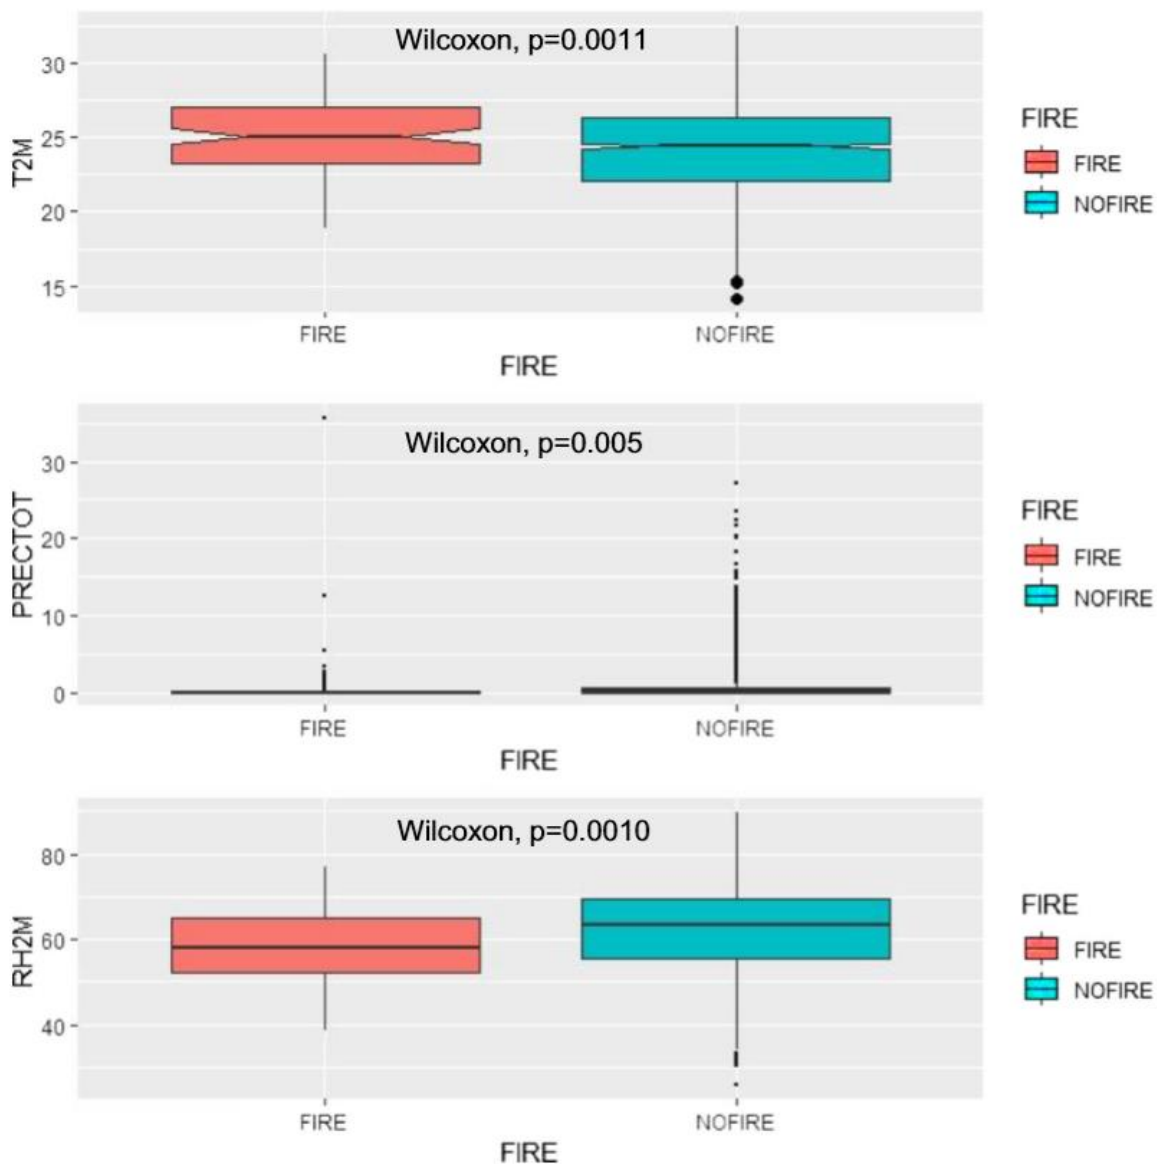 Wilcoxon, p=0.0011
30
25
20
15
T2M
FIRE NOFIRE
FIRE
FIRE
FIRE
NOFIRE
Wilcoxon, p=0.005
30
20
10
0
PRECTOT
FIRE NOFIRE
FIRE
FIRE
FIRE
NOFIRE
Wilcoxon, p=0.0010
80
60
40
RH2M
FIRE NOFIRE
FIRE
FIRE
FIRE
NOFIRE